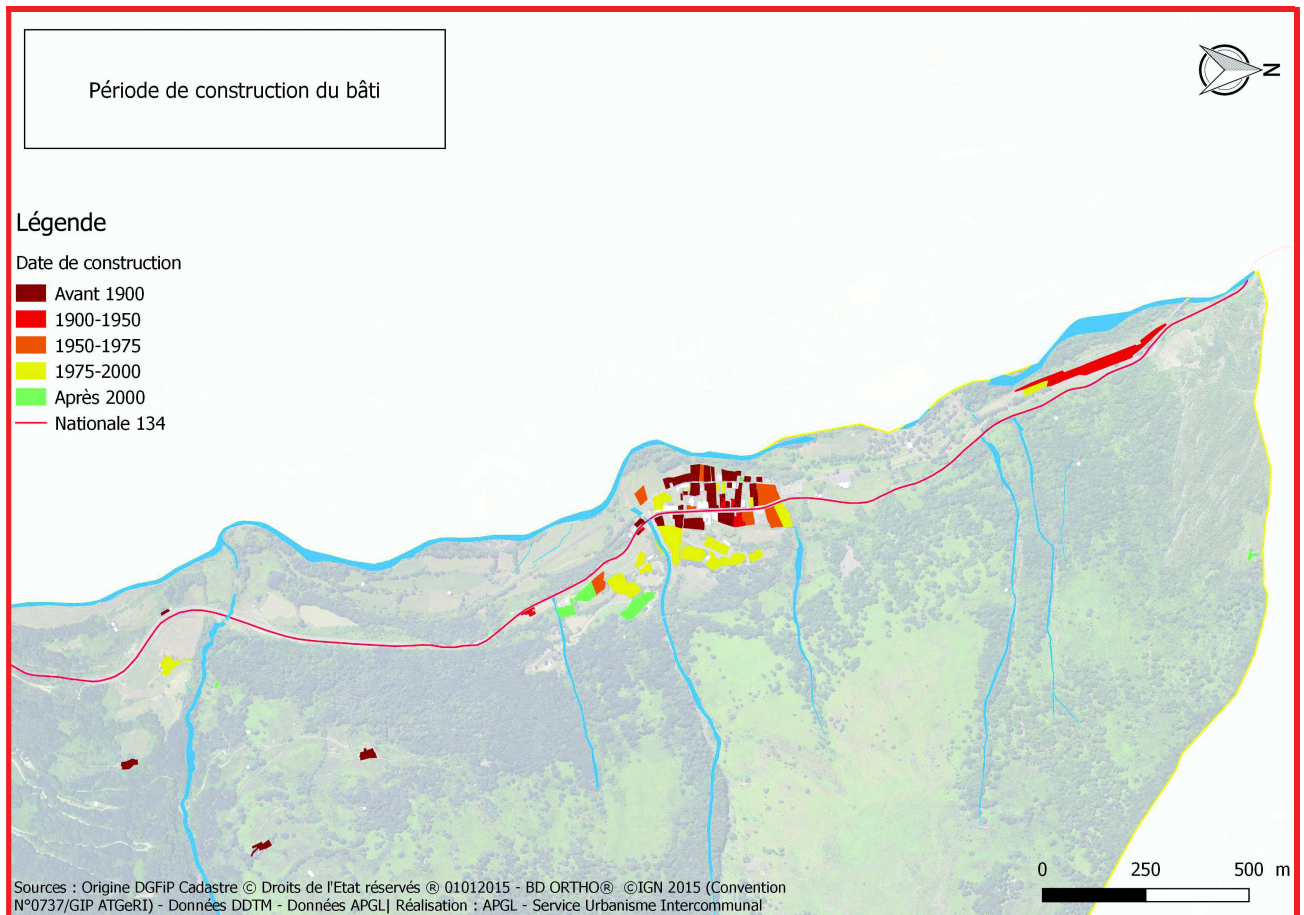 Période de construction du bâti
N
Légende
Date de construction
Avant 1900
1900-1950
1950-1975
1975-2000
Après 2000
Nationale 134
0 250 500 m
Sources : Origine DGFiP Cadastre © Droits de l'Etat réservés ® 01012015 - BD ORTHO® ©IGN 2015 (Convention
N°0737/GIP ATGeRI) - Données DDTM - Données APGL| Réalisation : APGL - Service Urbanisme Intercommunal